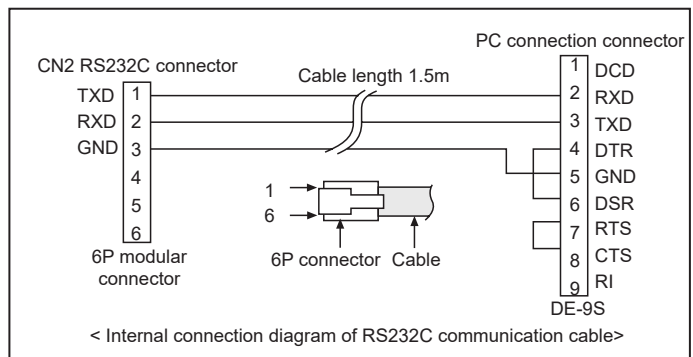 PC connection connector
CN2 RS232C connector
Cable length 1.5m
TXD 1
RXD 2
GND 3
4
5
6
6P modular
connector
1 DCD
2 RXD
3 TXD
4 DTR
5 GND
6 DSR
7 RTS
8 CTS
9 RI
DE-9S
1
6
6P connector Cable
< Internal connection diagram of RS232C communication cable>